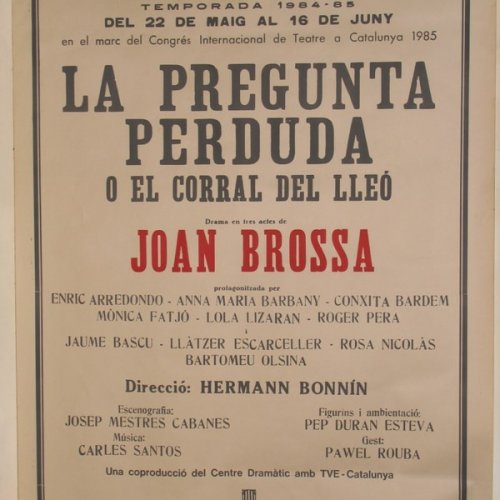 TEMPORADA 1984-85
DEL 22 DE MAIG AL 16 DE JUNY
en el marc del Congrés Internacional de Teatre a Catalunya 1985
LA PREGUNTA
PERDUDA
O EL CORRAL DEL LLEÓ
Drama en tres actes de
JOAN BROSSA
protagonitzada per
ENRIC ARREDONDO - ANNA MARIA BARBANY - CONXITA BARDEM
MÒNICA FATJÓ - LOLA LIZARAN - ROGER PERA
i
JAUME BASCU - LLÀTZER ESCARCELLER - ROSA NICOLÀS
BARTOMEU OLSINA
Direcció: HERMANN BONNÍN
Escenografia:
JOSEP MESTRES CABANES
Música:
CARLES SANTOS
Figurins i ambientació:
PEP DURAN ESTEVA
Gest:
PAWEL ROUBA
Una coproducció del Centre Dramàtic amb TVE-Catalunya